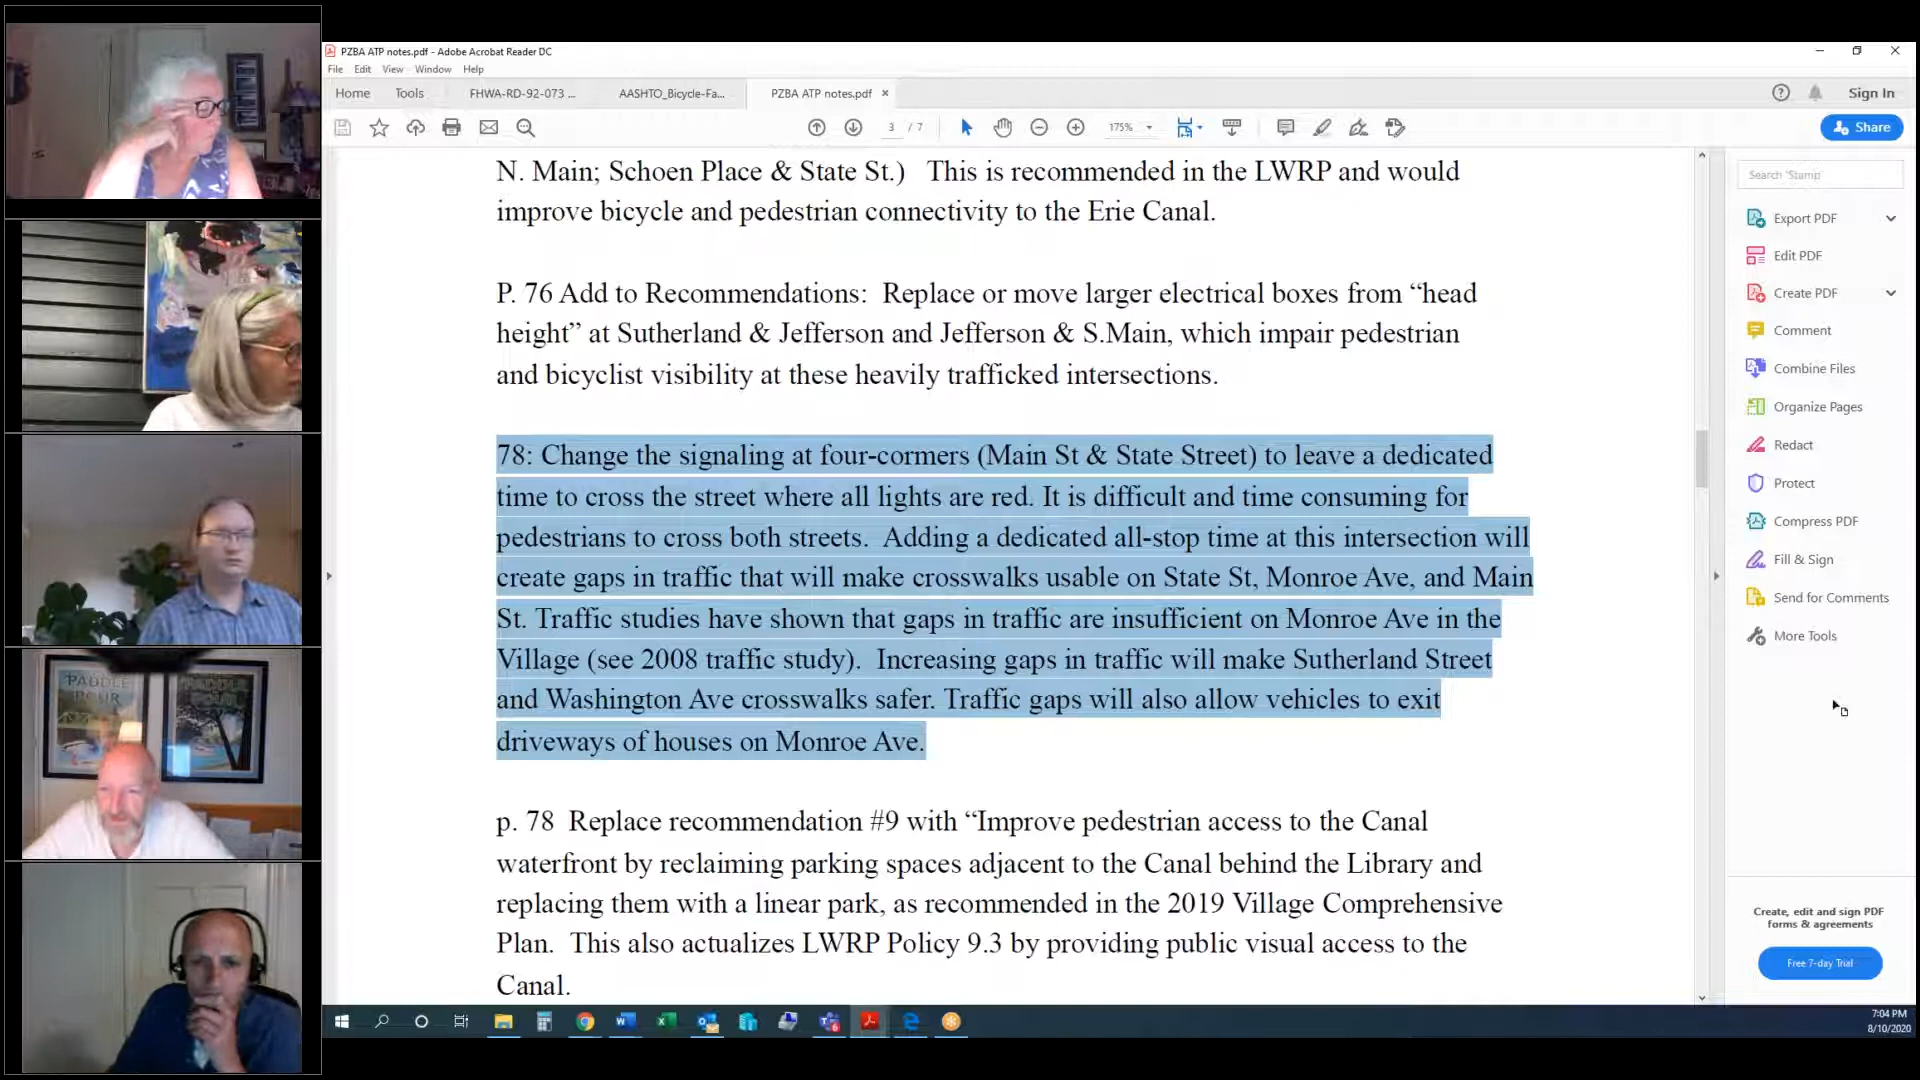 PZBA ATP notes.pdf - Adobe Acrobat Reader DC
File Edit View Window Help
Home Tools FHWA-RD-92-073 ... AASHTO_Bicycle-Fa... PZBA ATP notes.pdf ×
? Sign In
3 / 7 175% Share
N. Main; Schoen Place & State St.) This is recommended in the LWRP and would
improve bicycle and pedestrian connectivity to the Erie Canal.
P. 76 Add to Recommendations: Replace or move larger electrical boxes from “head
height” at Sutherland & Jefferson and Jefferson & S.Main, which impair pedestrian
and bicyclist visibility at these heavily trafficked intersections.
78: Change the signaling at four-cormers (Main St & State Street) to leave a dedicated
time to cross the street where all lights are red. It is difficult and time consuming for
pedestrians to cross both streets. Adding a dedicated all-stop time at this intersection will
create gaps in traffic that will make crosswalks usable on State St, Monroe Ave, and Main
St. Traffic studies have shown that gaps in traffic are insufficient on Monroe Ave in the
Village (see 2008 traffic study). Increasing gaps in traffic will make Sutherland Street
and Washington Ave crosswalks safer. Traffic gaps will also allow vehicles to exit
driveways of houses on Monroe Ave.
p. 78 Replace recommendation #9 with “Improve pedestrian access to the Canal
waterfront by reclaiming parking spaces adjacent to the Canal behind the Library and
replacing them with a linear park, as recommended in the 2019 Village Comprehensive
Plan. This also actualizes LWRP Policy 9.3 by providing public visual access to the
Canal.
Search 'Stamp'
Export PDF
Edit PDF
Create PDF
Comment
Combine Files
Organize Pages
Redact
Protect
Compress PDF
Fill & Sign
Send for Comments
More Tools
Create, edit and sign PDF
forms & agreements
Free 7-day Trial
PADDLE
POUR
PADDLE
7:04 PM
8/10/2020